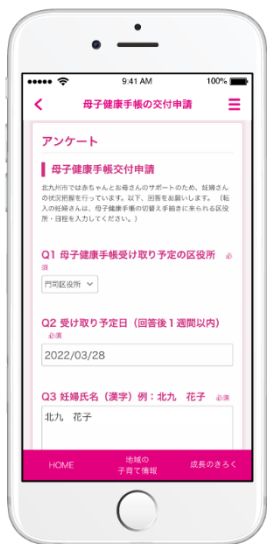 9:41 AM
100%
母子健康手帳の交付申請
アンケート
母子健康手帳交付申請
北九州市では赤ちゃんとお母さんのサポートのため、妊婦さん
の状況把握を行っています。以下、回答をお願いします。（転
入の妊婦さんは、母子健康手帳の切替え手続きに来られる区役
所・日程を入力してください。）
Q1 母子健康手帳受け取り予定の区役所 必
須
門司区役所
Q2 受け取り予定日（回答後１週間以内）
必須
2022/03/28
Q3 妊婦氏名（漢字）例：北九　花子 必須
北九　花子
HOME
地域の
子育て情報
成長のきろく